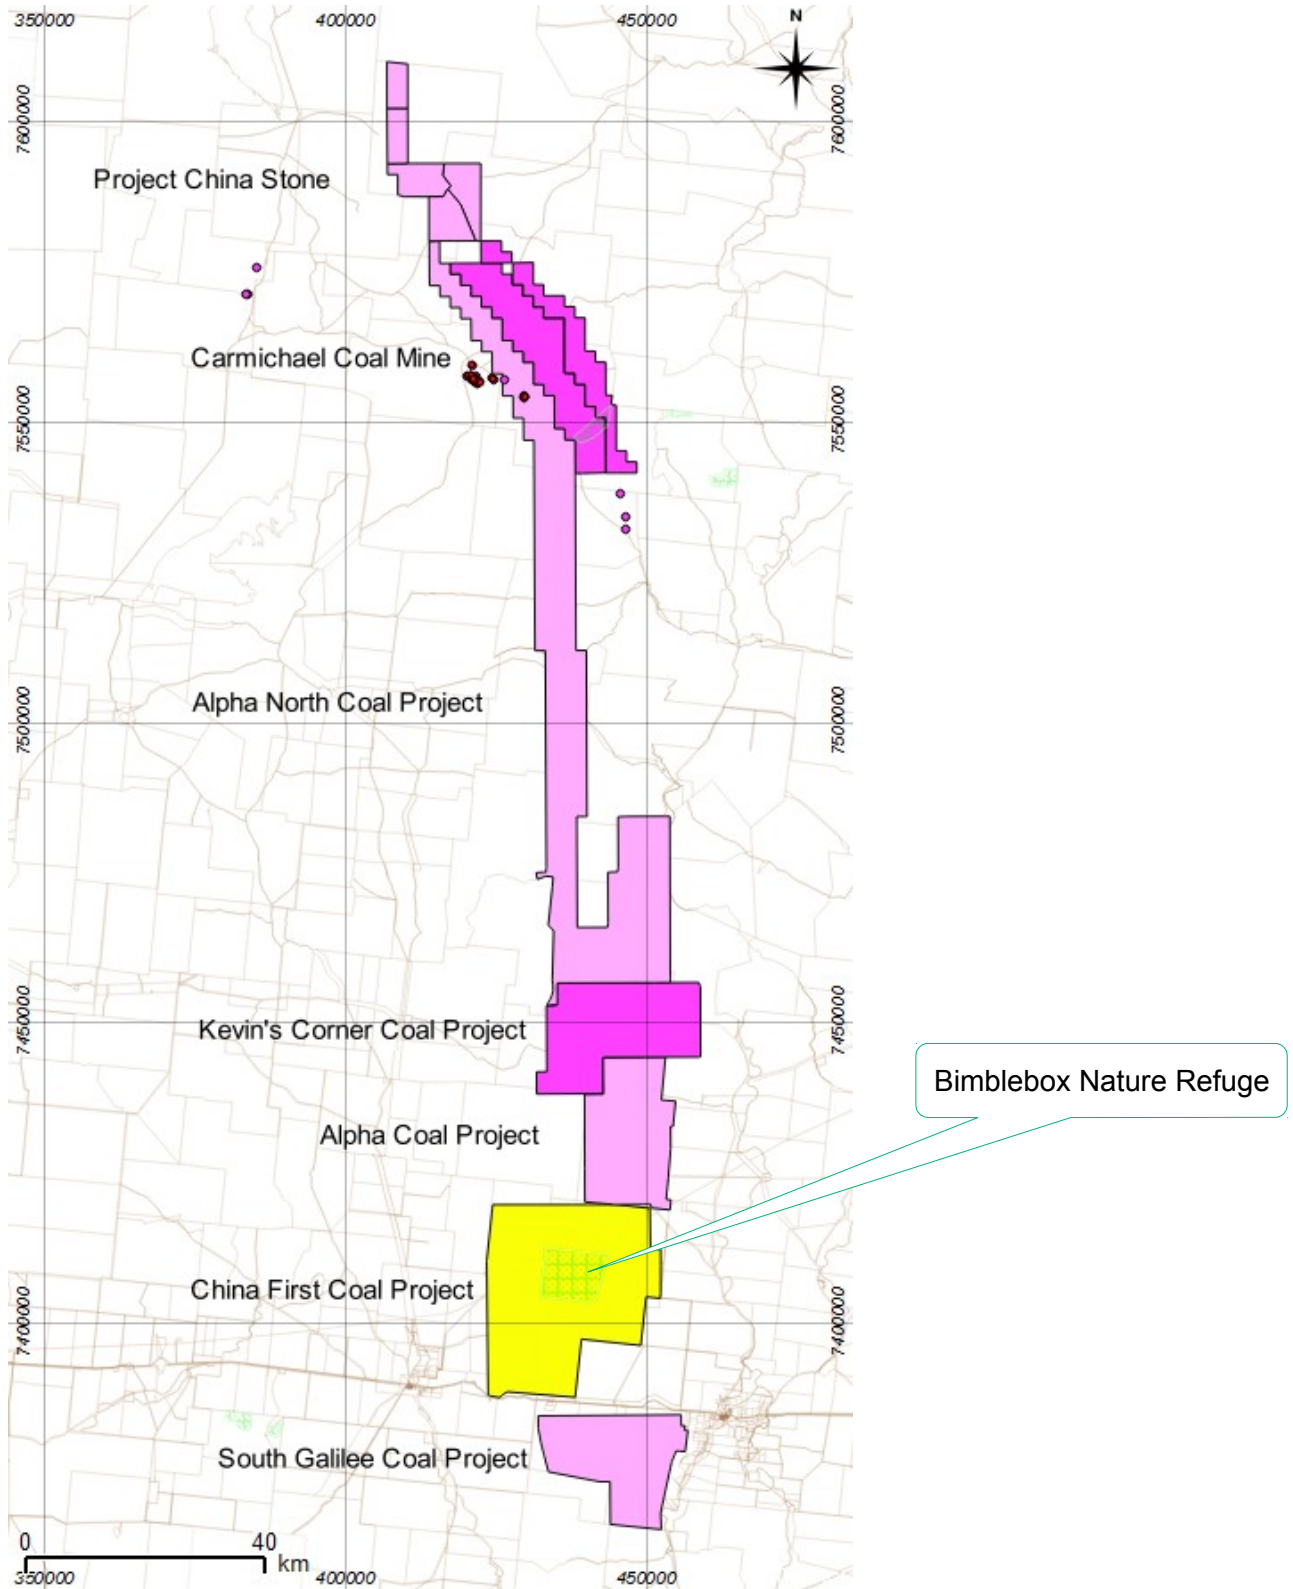 350000 400000 450000
N
7600000 7600000
Project China Stone
Carmichael Coal Mine
7550000 7550000
Alpha North Coal Project
7500000 7500000
Kevin's Corner Coal Project
7450000 7450000
Bimblebox Nature Refuge
Alpha Coal Project
China First Coal Project
7400000 7400000
South Galilee Coal Project
0 40
km
350000 400000 450000